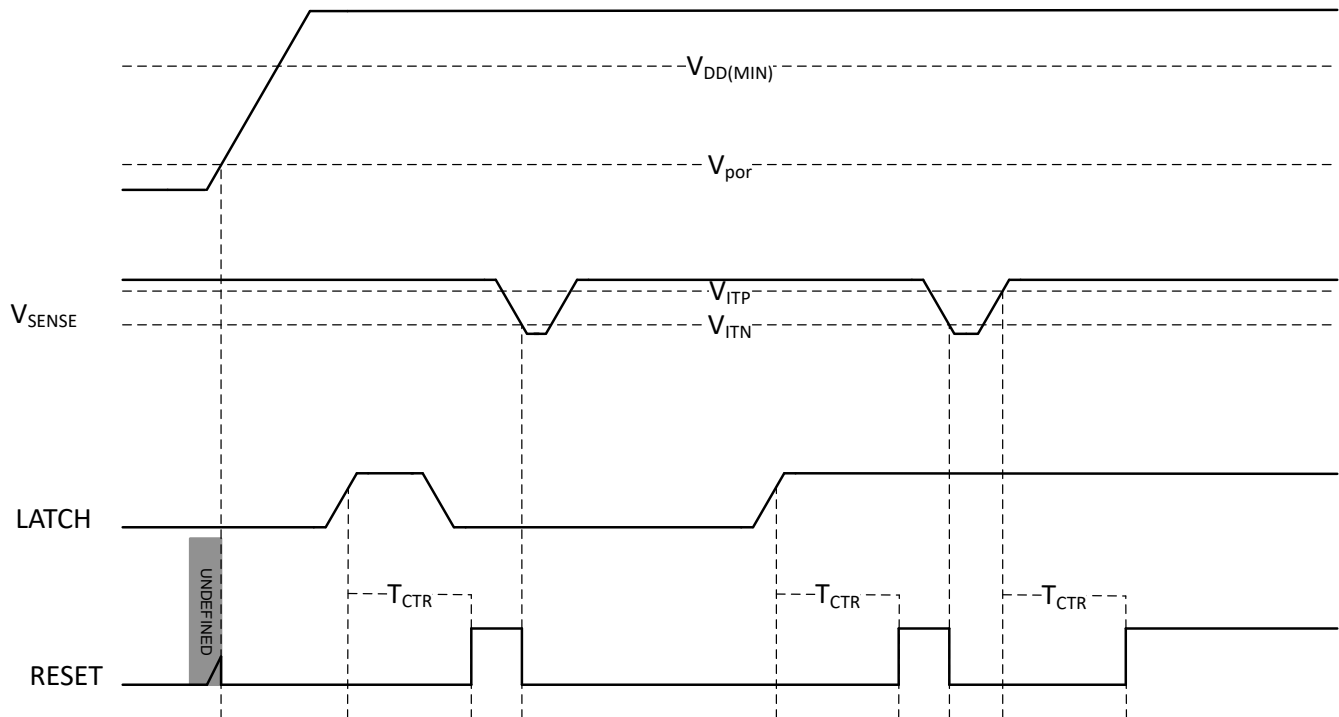 V_DD(MIN)
V_por
V_SENSE
V_ITP
V_ITN
LATCH
UNDEFINED
T_CTR
T_CTR
T_CTR
RESET